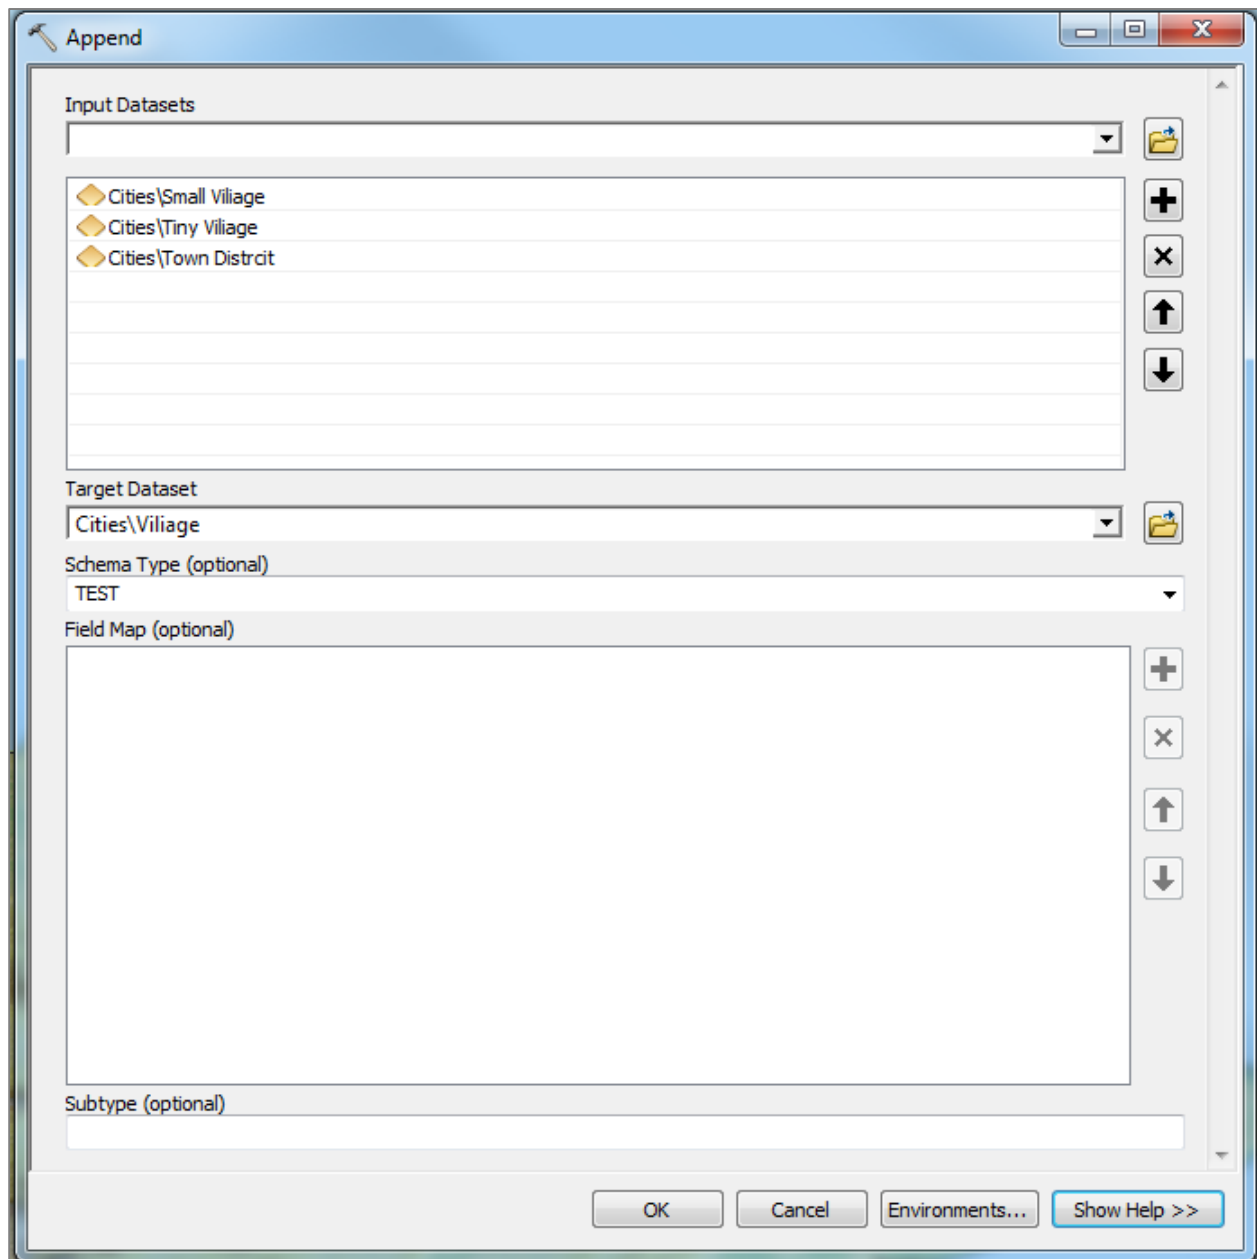 Append
Input Datasets
Cities\Small Viliage
Cities\Tiny Viliage
Cities\Town Distrcit
Target Dataset
Cities\Viliage
Schema Type (optional)
TEST
Field Map (optional)
Subtype (optional)
OK Cancel Environments... Show Help >>